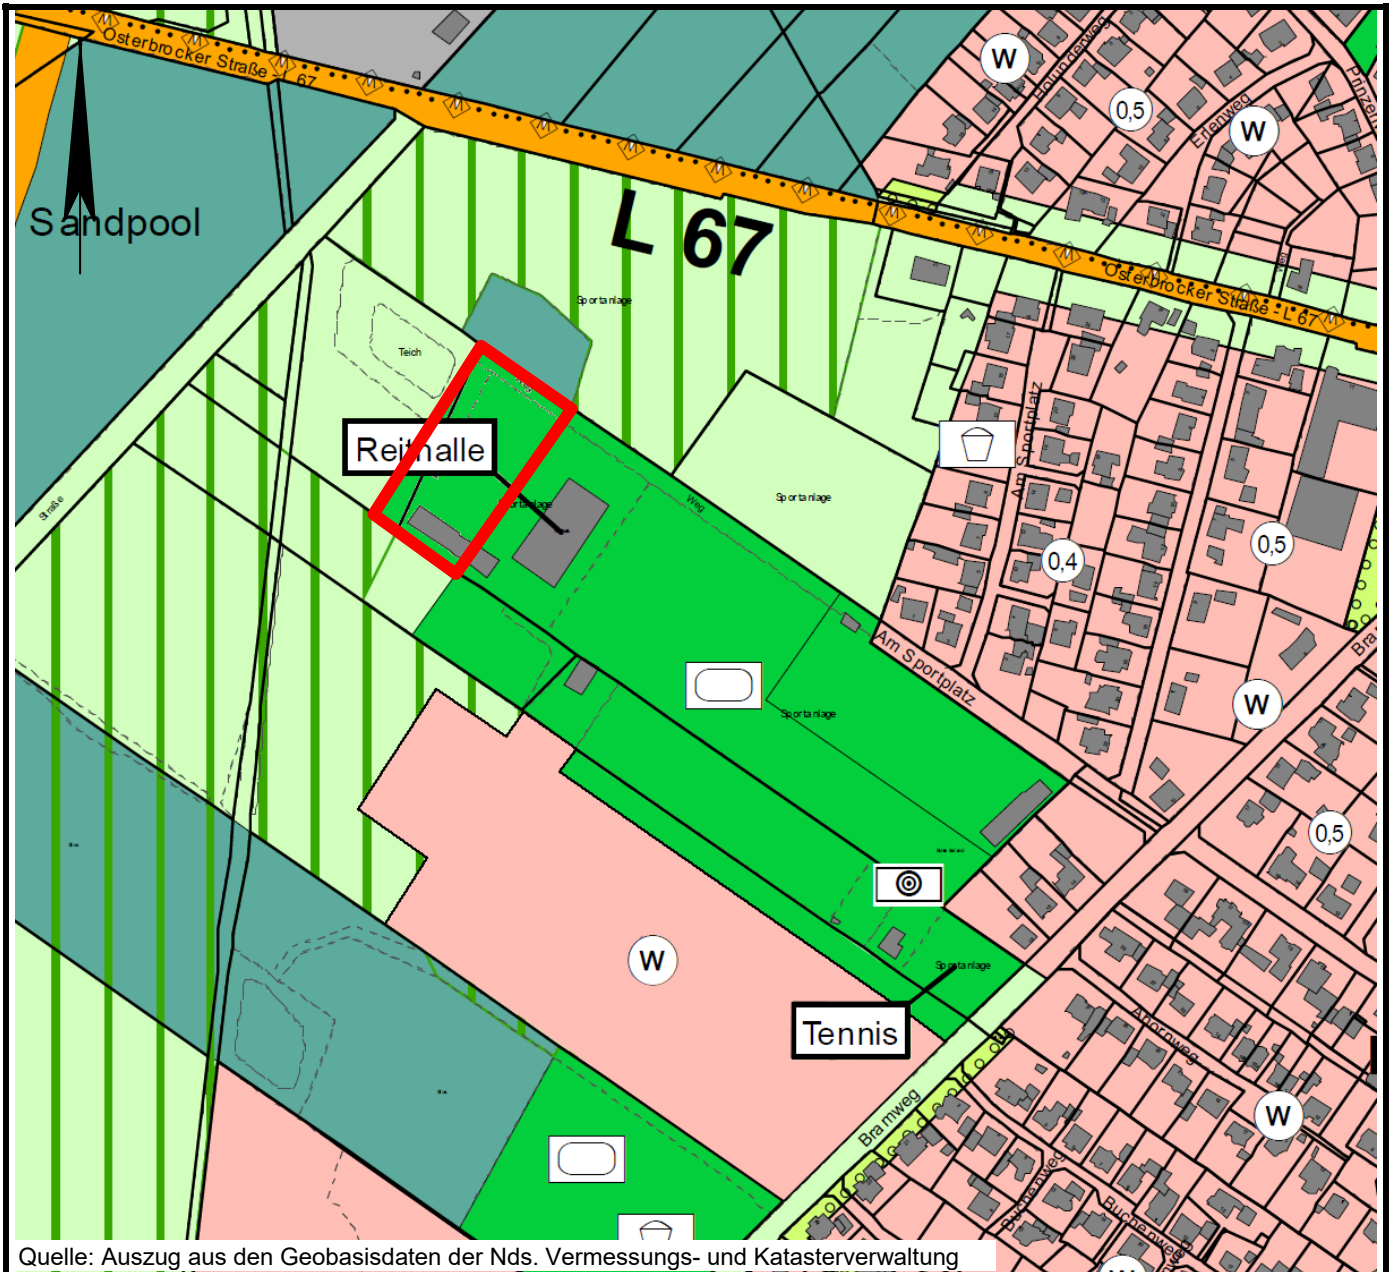 Osterbrocker Straße - L 67
W
Holunderweg
0,5
Erlenweg
W
Sandpool
L 67
Osterbrocker Straße - L 67
Sportanlage
Teich
Am Sportplatz
Reithalle
Sportanlage
Weg
Sportanlage
Straße
0,4
0,5
Am Sportplatz
W
Sportanlage
0,5
W
Sportanlage
Tennis
Ahornweg
Bramweg
W
Buchenweg
Buchenweg
W
Quelle: Auszug aus den Geobasisdaten der Nds. Vermessungs- und Katasterverwaltung